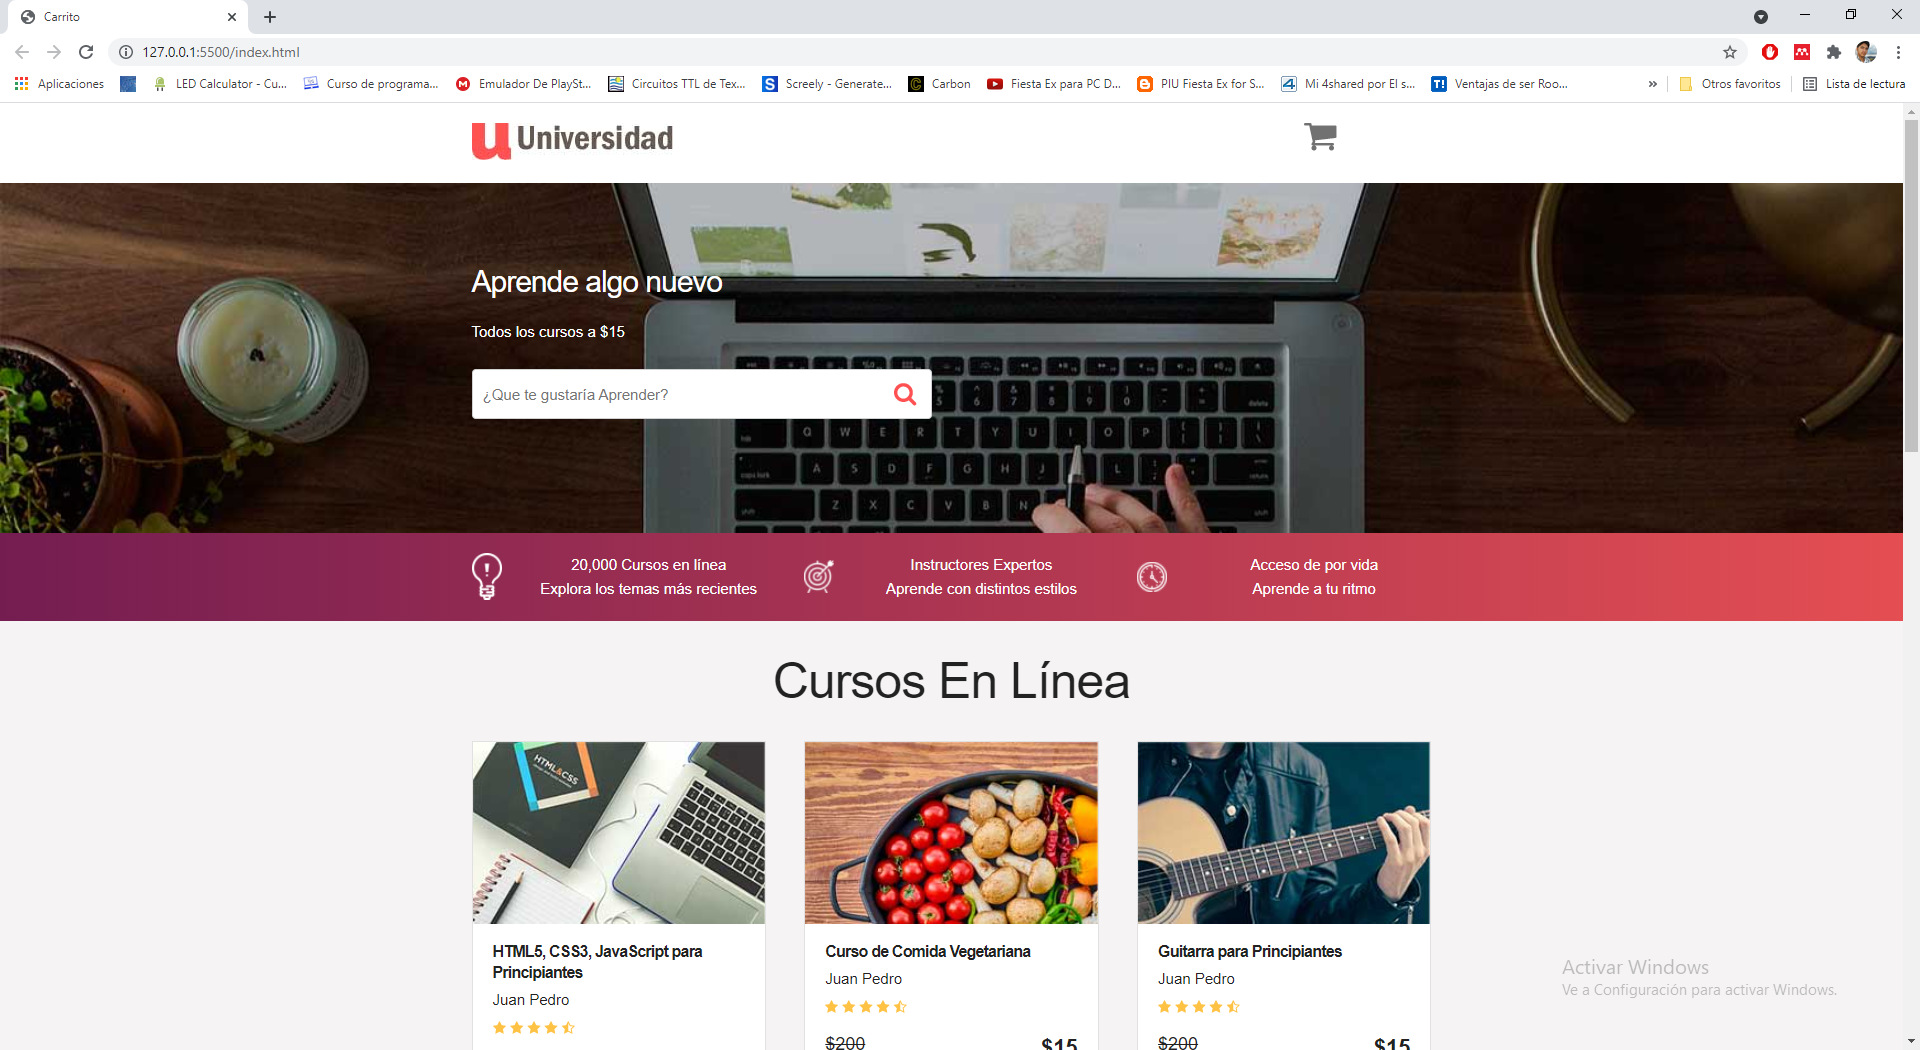 Carrito
127.0.0.1:5500/index.html
Aplicaciones
LED Calculator - Cu...
Curso de programa...
Emulador De PlaySt...
Circuitos TTL de Tex...
Screely - Generate...
Carbon
Fiesta Ex para PC D...
PIU Fiesta Ex for S...
Mi 4shared por El s...
Ventajas de ser Roo...
»
Otros favoritos
Lista de lectura
u Universidad
Aprende algo nuevo
Todos los cursos a $15
¿Que te gustaría Aprender?
20,000 Cursos en línea
Explora los temas más recientes
Instructores Expertos
Aprende con distintos estilos
Acceso de por vida
Aprende a tu ritmo
Cursos En Línea
HTML&CSS
HTML5, CSS3, JavaScript para
Principiantes
Juan Pedro
Curso de Comida Vegetariana
Juan Pedro
$200 $15
Guitarra para Principiantes
Juan Pedro
$200 $15
Activar Windows
Ve a Configuración para activar Windows.